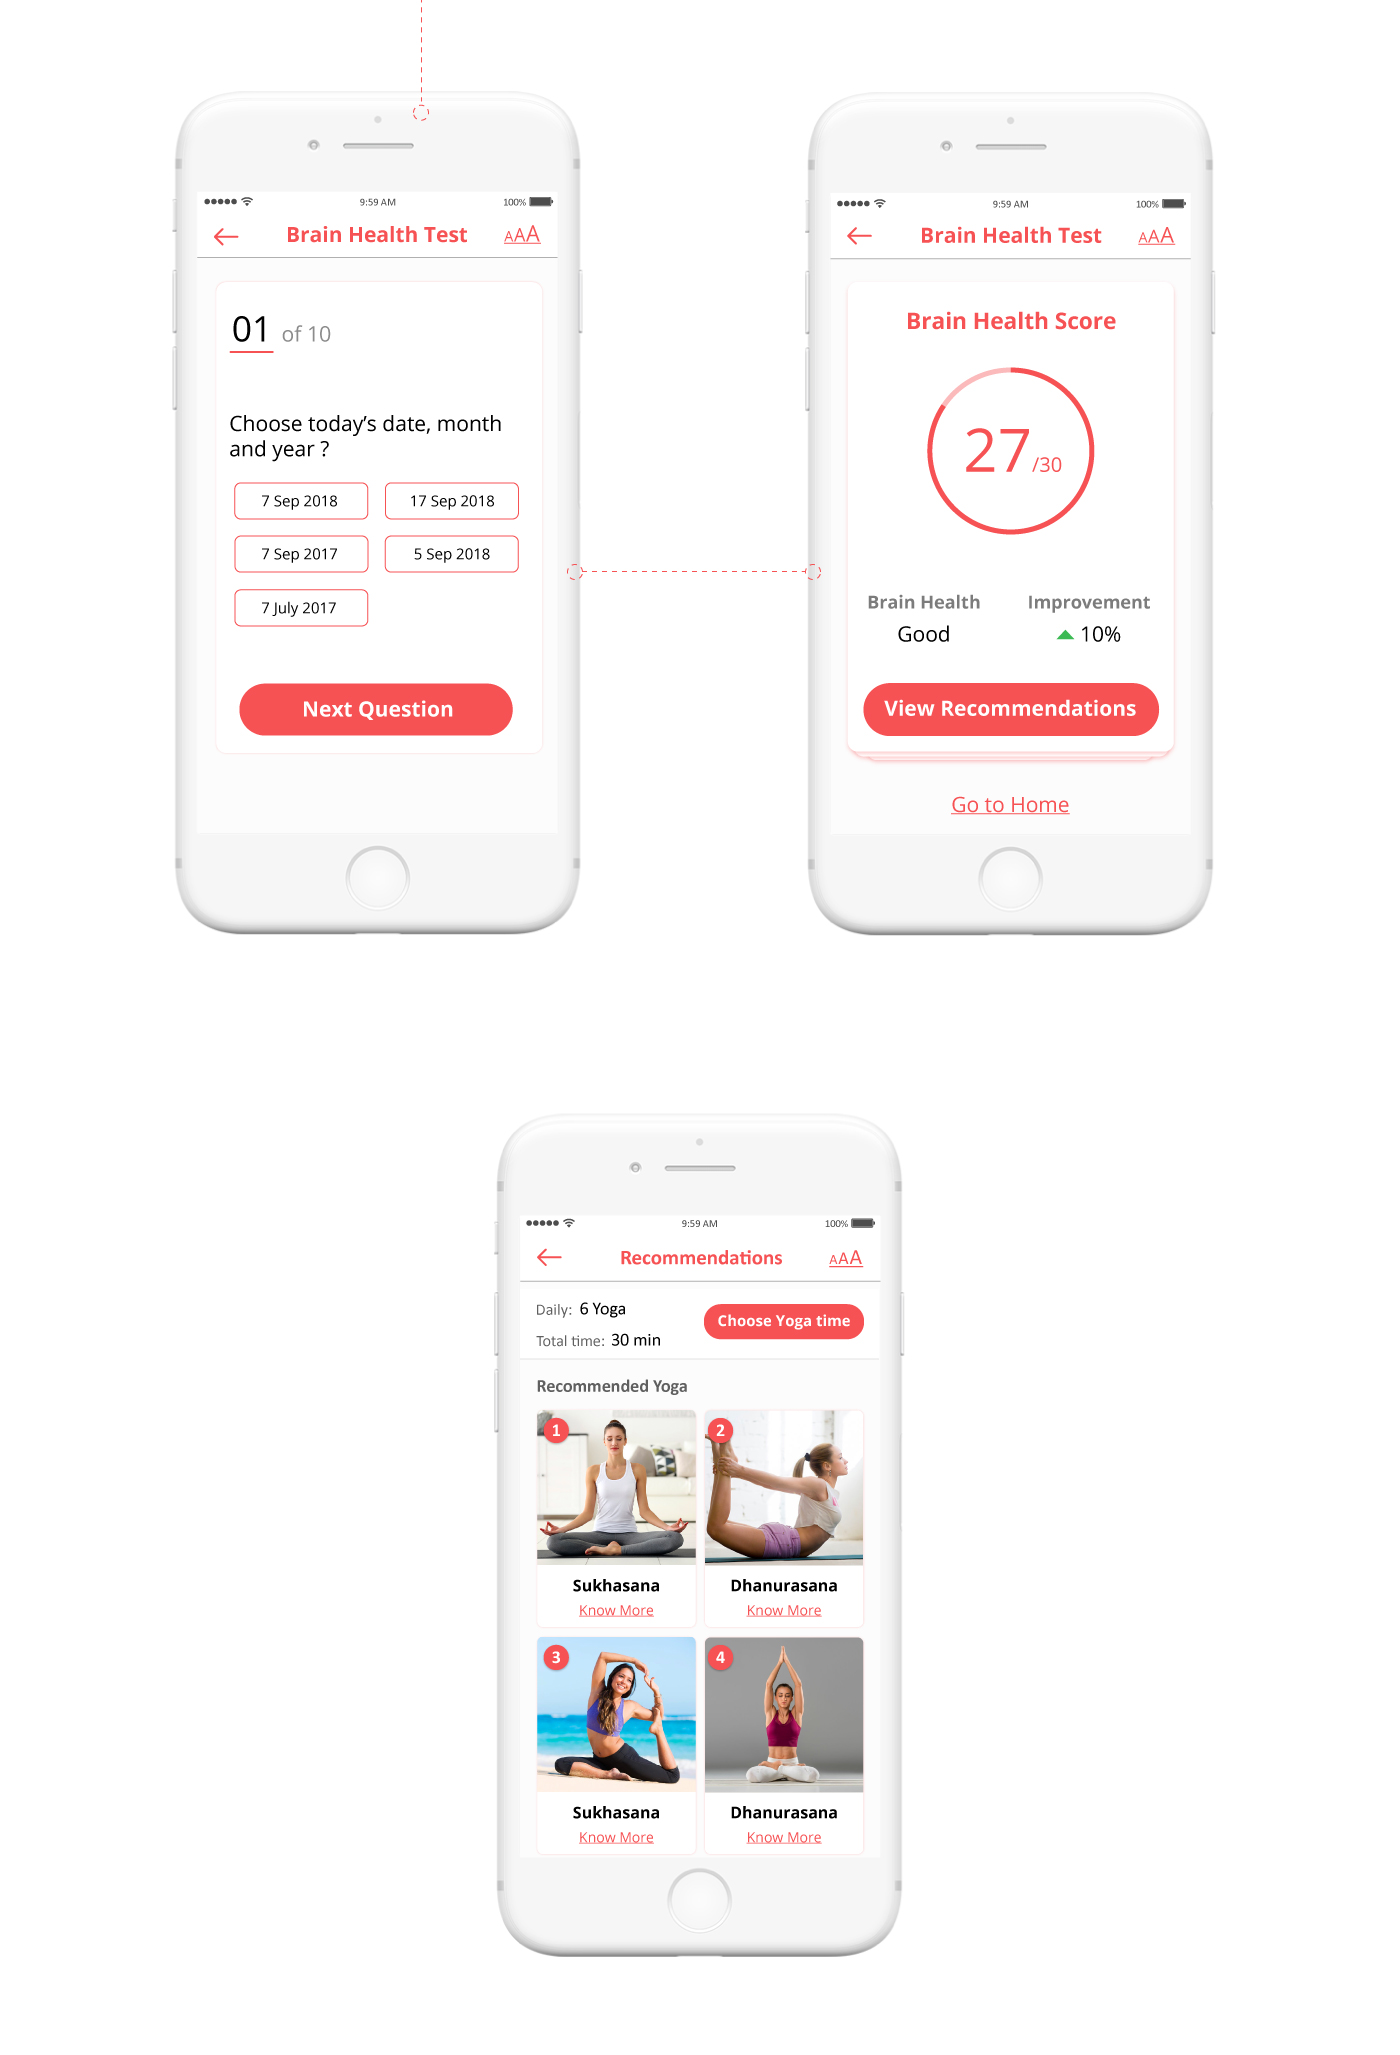 9:59 AM
100%
Brain Health Test
AAA
01 of 10
Choose today's date, month
and year ?
7 Sep 2018
17 Sep 2018
7 Sep 2017
5 Sep 2018
7 July 2017
Next Question
9:59 AM
100%
Brain Health Test
AAA
Brain Health Score
27/30
Brain Health
Improvement
Good
10%
View Recommendations
Go to Home
9:59 AM
100%
Recommendations
AAA
Daily: 6 Yoga
Choose Yoga time
Total time: 30 min
Recommended Yoga
1
2
Sukhasana
Dhanurasana
Know More
Know More
3
4
Sukhasana
Dhanurasana
Know More
Know More